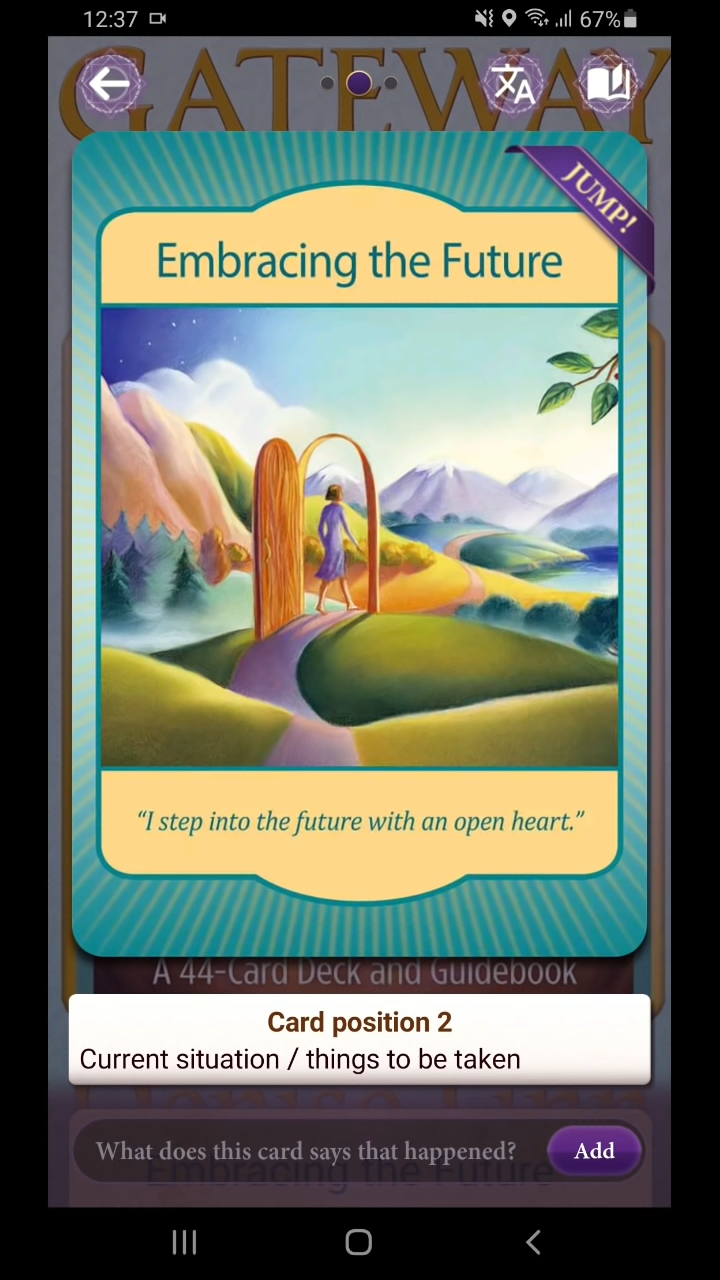 12:37 67%
GATEWAY
JUMP!
Embracing the Future
“I step into the future with an open heart.”
A 44-Card Deck and Guidebook
Card position 2
Current situation / things to be taken
Denise Linn
What does this card says that happened? Add
Embracing the Future